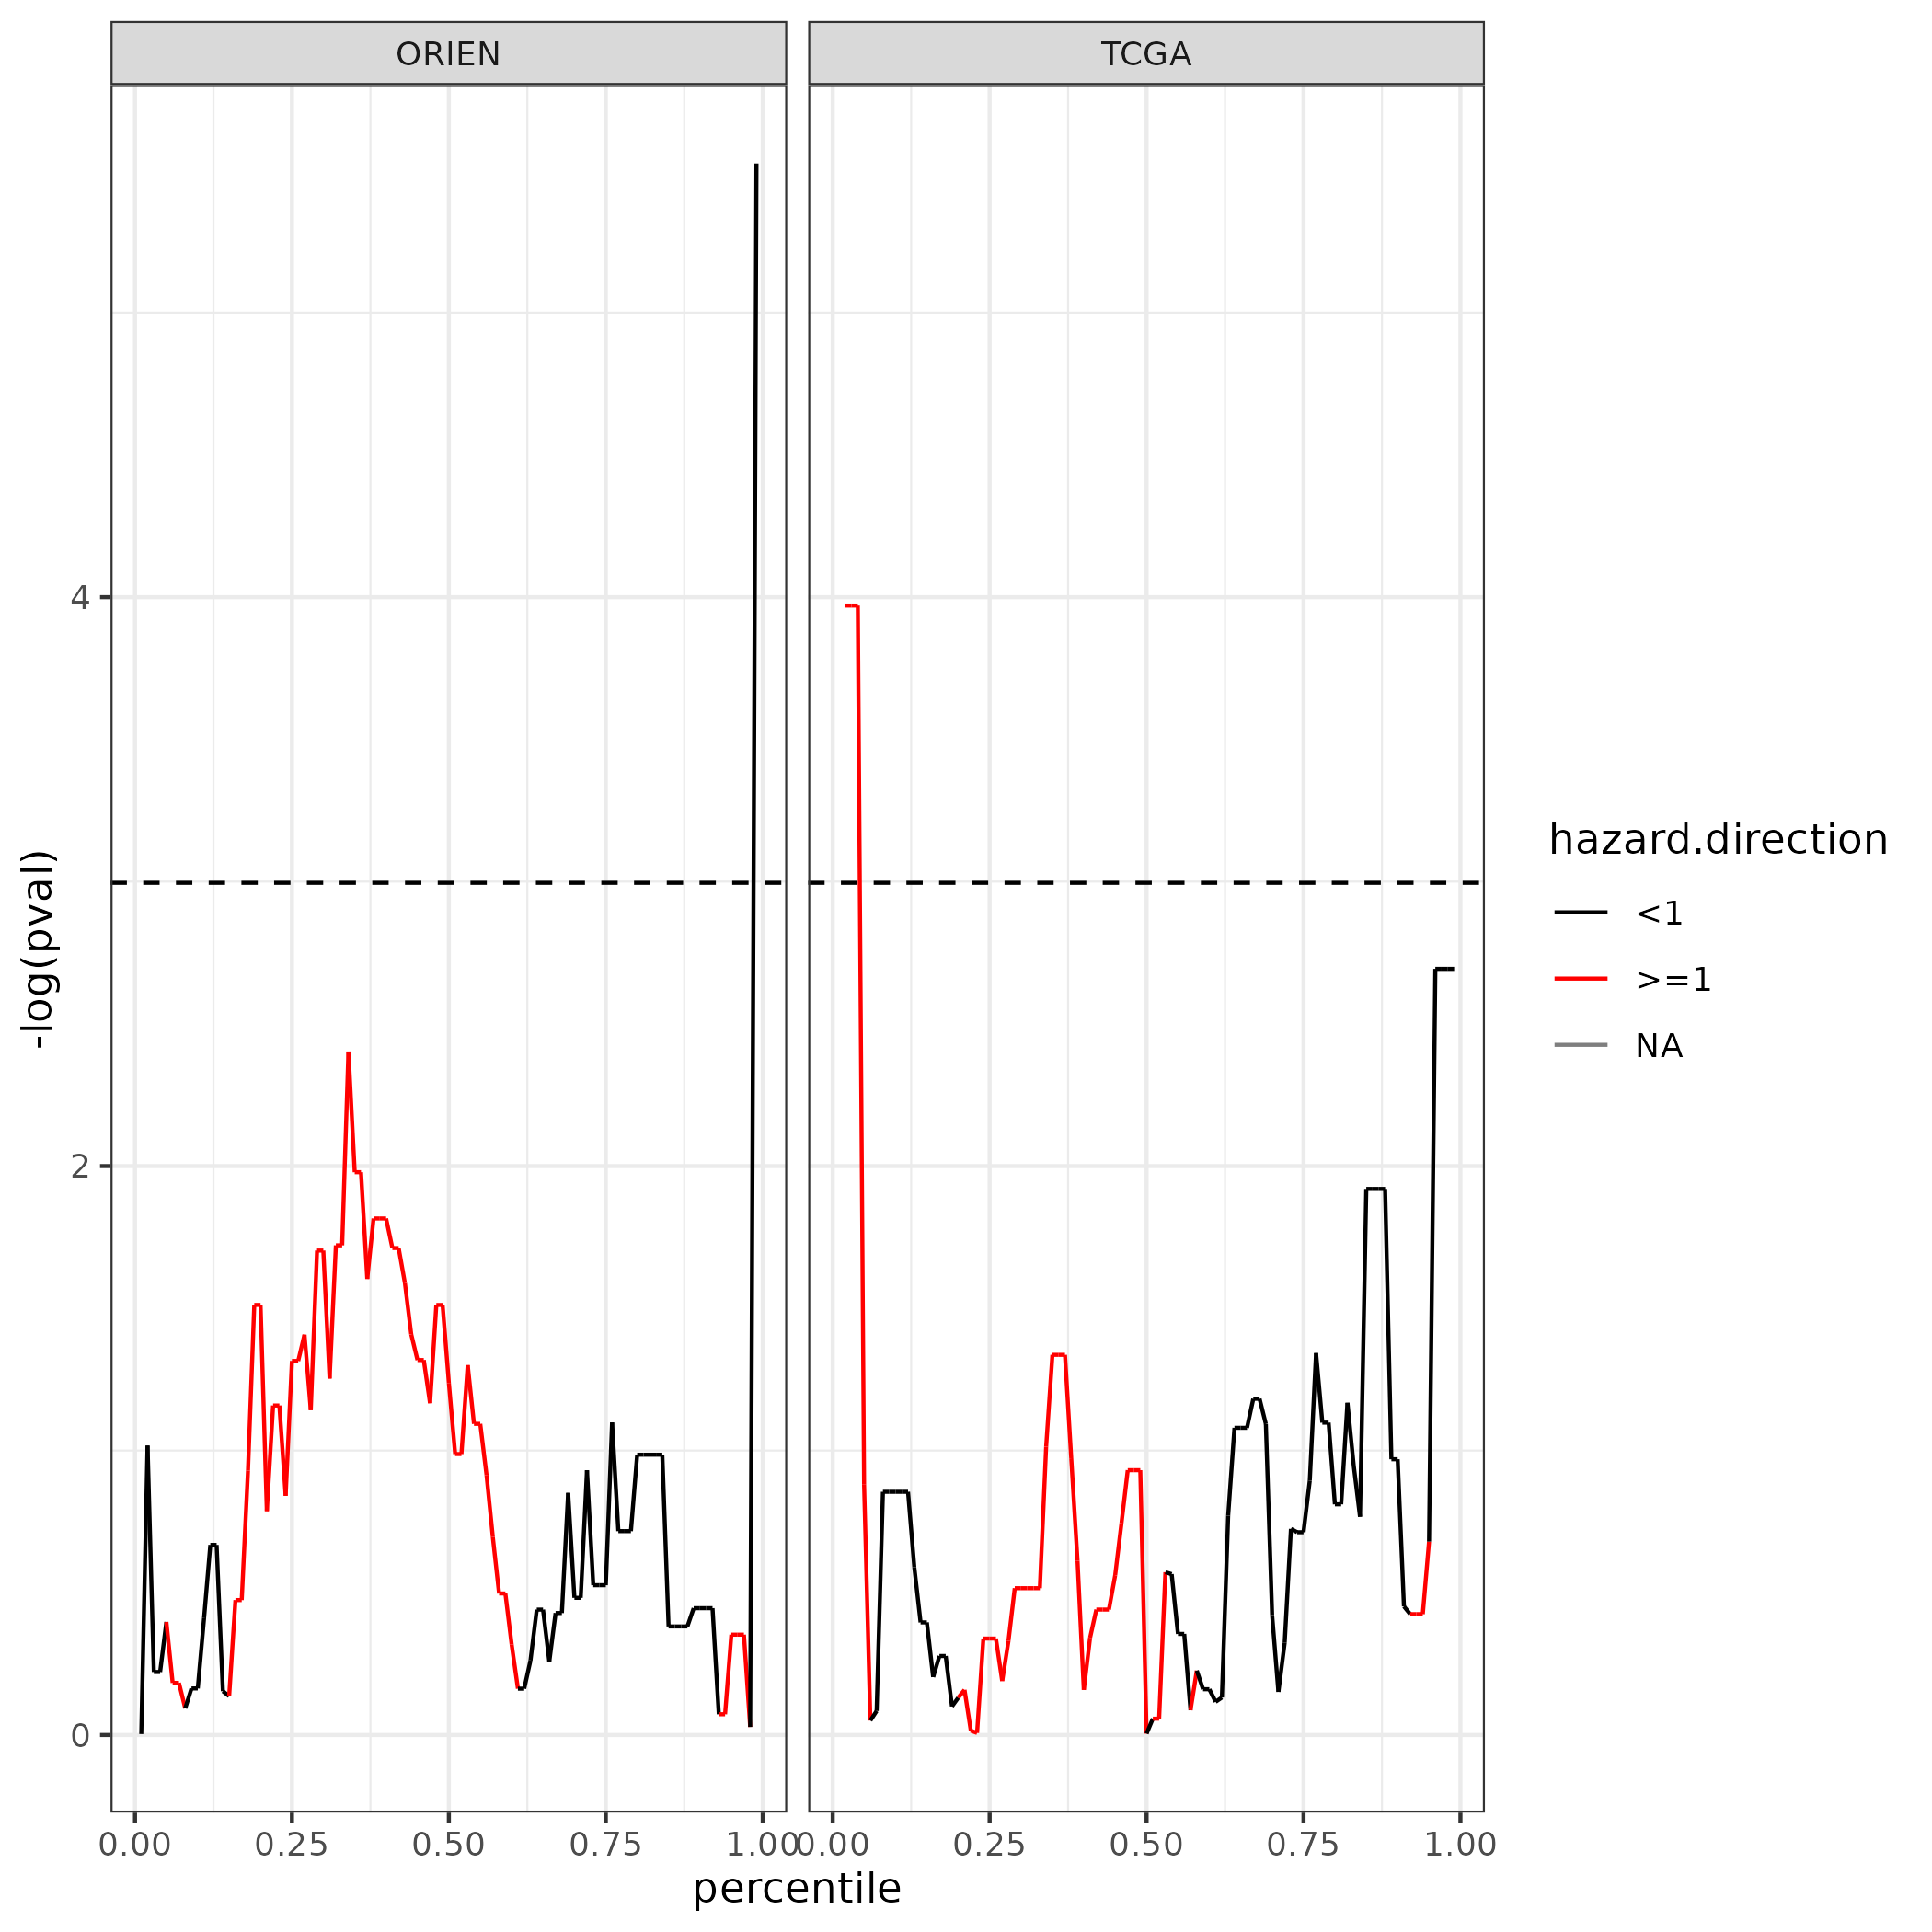 ORIEN
TCGA
-log(pval)
4
2
0
0.00 0.25 0.50 0.75 1.00
0.00 0.25 0.50 0.75 1.00
percentile
hazard.direction
<1
>=1
NA